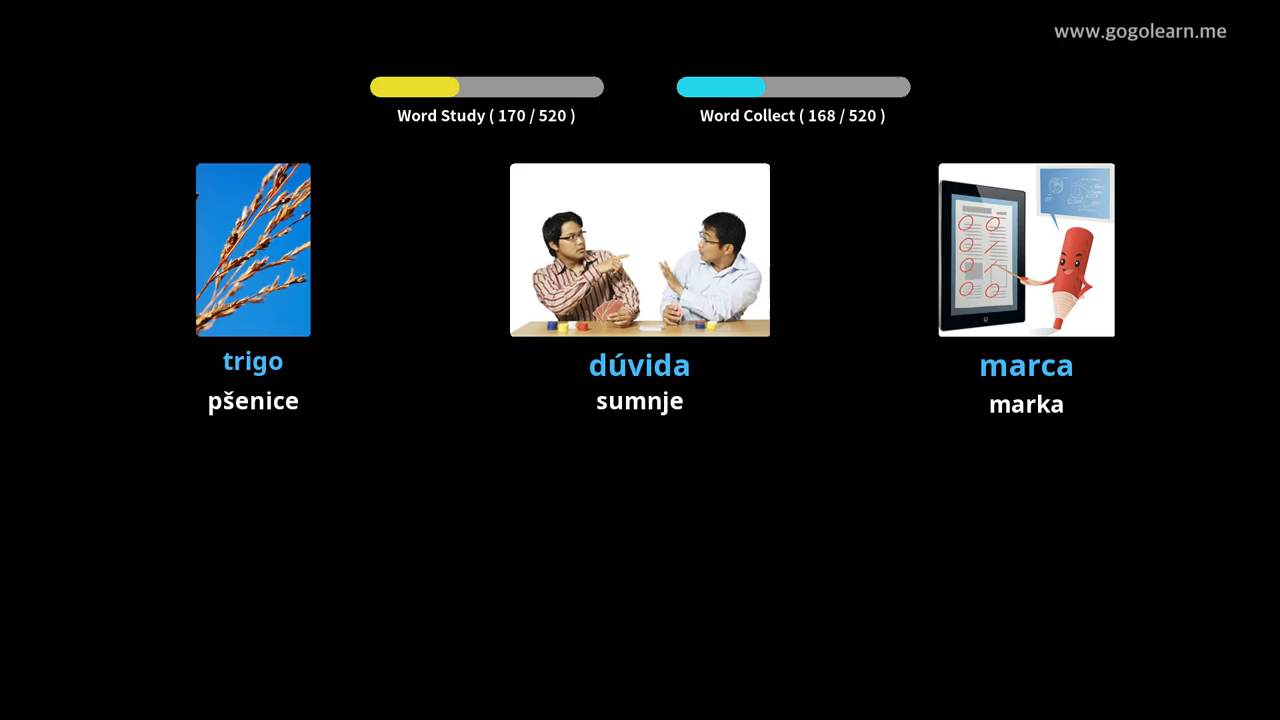 www.gogolearn.me
Word Study ( 170 / 520 )
Word Collect ( 168 / 520 )
trigo
dúvida
marca
pšenice
sumnje
marka